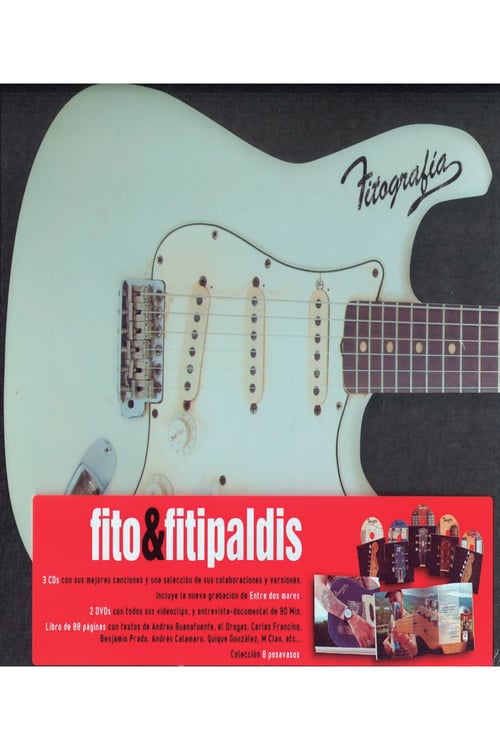 Fitografía
fito&fitipaldis
3 CDs con sus mejores canciones y una selección de sus colaboraciones y versiones.
Incluye la nueva grabación de Entre dos mares
2 DVDs con todos sus videoclips, y entrevista-documental de 90 Min.
Libro de 88 páginas con textos de Andreu Buenafuente, el Drogas, Carlos Francino,
Benjamín Prado, Andrés Calamaro, Quique González, M Clan, etc...
Colección 8 posavasos